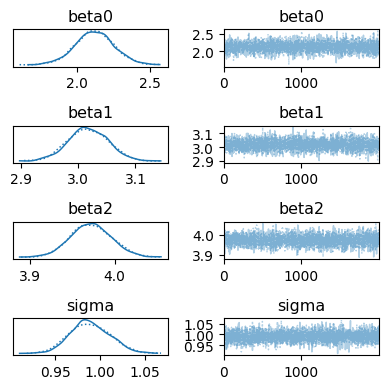 beta0 beta0
2.5
2.0
2.0 2.5 0 1000
beta1 beta1
3.1
3.0
2.9
2.9 3.0 3.1 0 1000
beta2 beta2
4.0
3.9
3.9 4.0 0 1000
sigma sigma
1.05
1.00
0.95
0.95 1.00 1.05 0 1000